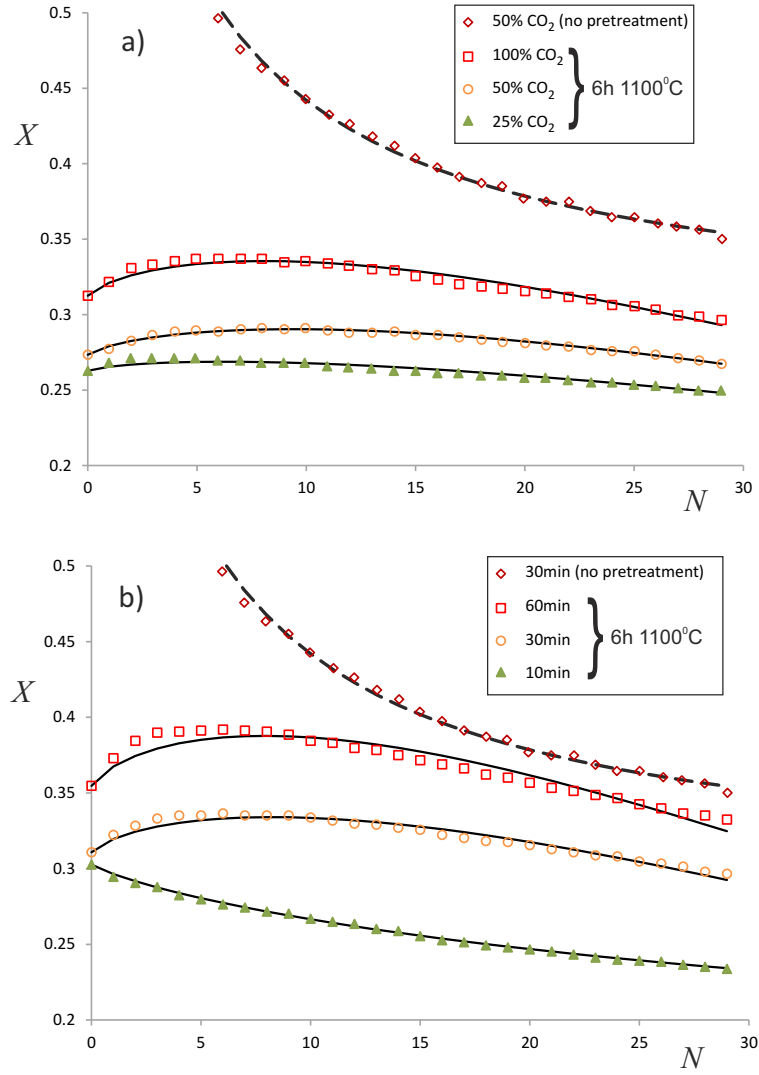 a)
50% CO2 (no pretreatment)
100% CO2
50% CO2
25% CO2
6h 1100⁰C
X
0.5
0.45
0.4
0.35
0.3
0.25
0.2
0 5 10 15 20 25 30
N
b)
30min (no pretreatment)
60min
30min
10min
6h 1100⁰C
X
0.5
0.45
0.4
0.35
0.3
0.25
0.2
0 5 10 15 20 25 30
N